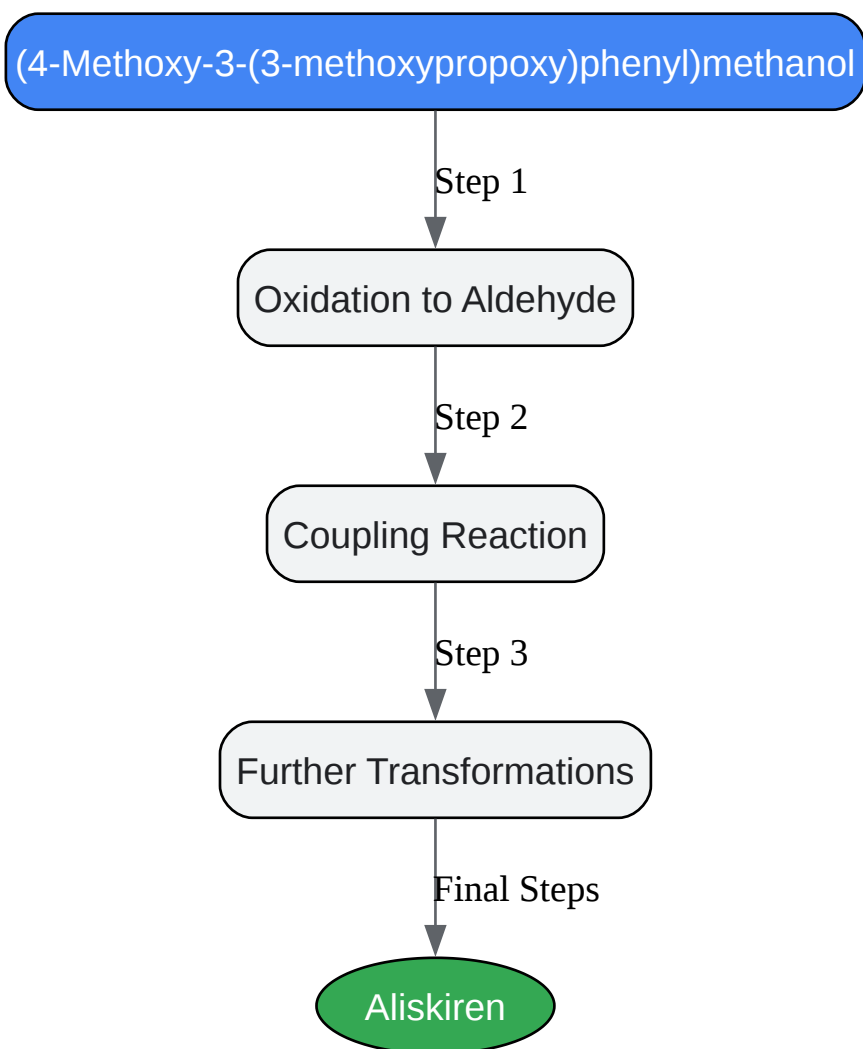 (4-Methoxy-3-(3-methoxypropoxy)phenyl)methanol
Step 1
Oxidation to Aldehyde
Step 2
Coupling Reaction
Step 3
Further Transformations
Final Steps
Aliskiren